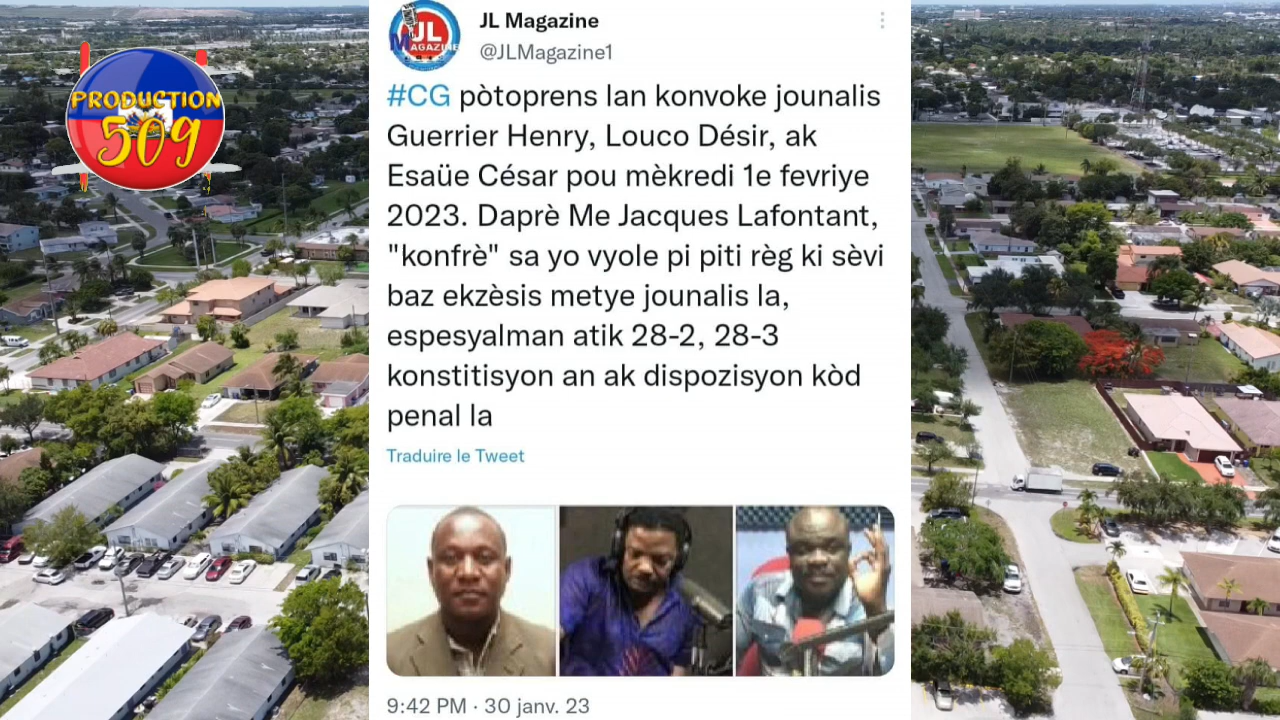 PRODUCTION
509
JL
MAGAZINE
JL Magazine
@JLMagazine1
#CG pòtoprens lan konvoke jounalis
Guerrier Henry, Louco Désir, ak
Esaüe César pou mèkredi 1e fevriye
2023. Daprè Me Jacques Lafontant,
"konfrè" sa yo vyole pi piti règ ki sèvi
baz ekzèsis metye jounalis la,
espesyalman atik 28-2, 28-3
konstitisyon an ak dispozisyon kòd
penal la
Traduire le Tweet
9:42 PM · 30 janv. 23